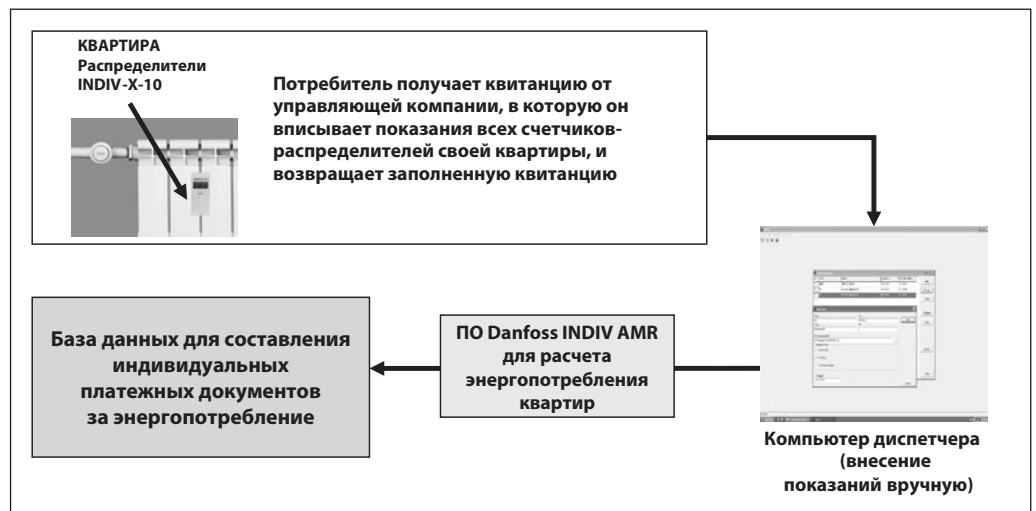 КВАРТИРА
Распределители
INDIV-X-10
Потребитель получает квитанцию от
управляющей компании, в которую он
вписывает показания всех счетчиков-
распределителей своей квартиры, и
возвращает заполненную квитанцию
База данных для составления
индивидуальных
платежных документов
за энергопотребление
ПО Danfoss INDIV AMR
для расчета
энергопотребления
квартир
Компьютер диспетчера
(внесение
показаний вручную)